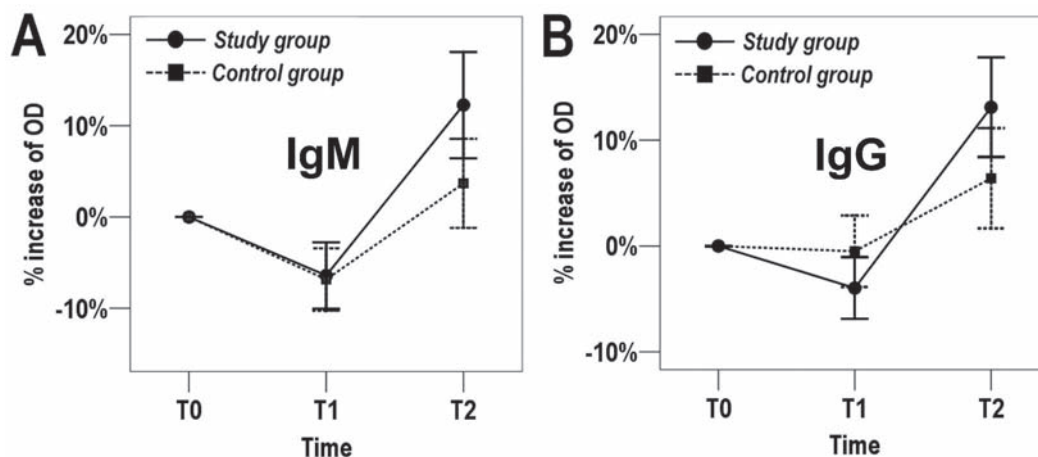 A
20%
10%
0%
-10%
% increase of OD
Study group
Control group
IgM
T0
T1
T2
Time
B
20%
10%
0%
-10%
% increase of OD
Study group
Control group
IgG
T0
T1
T2
Time